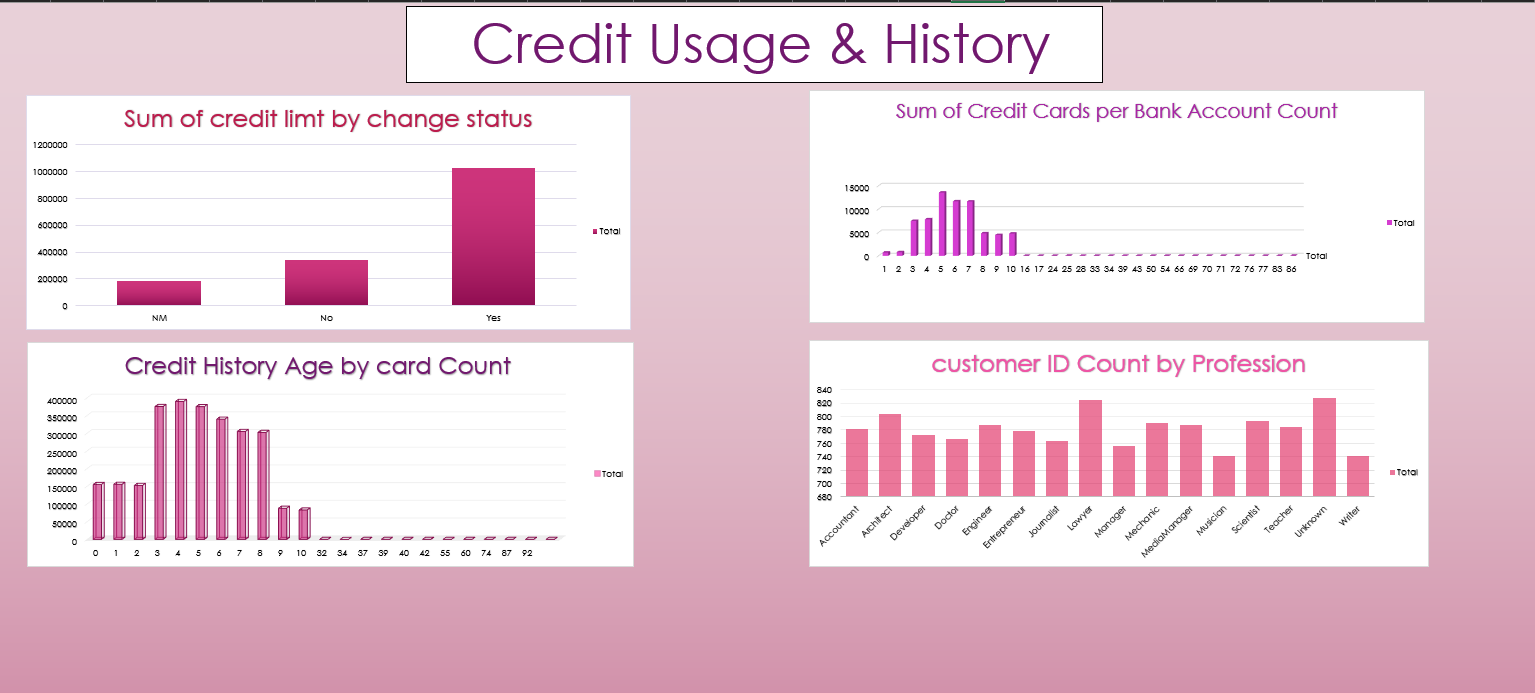 Credit Usage & History
Sum of credit limt by change status
1200000
1000000
800000
600000
400000
200000
0
NM No Yes
Total
Sum of Credit Cards per Bank Account Count
15000
10000
5000
0
1 2 3 4 5 6 7 8 9 10 16 17 24 25 28 33 34 39 43 50 54 66 69 70 71 72 76 77 83 86
Total
Total
Credit History Age by card Count
400000
350000
300000
250000
200000
150000
100000
50000
0
0 1 2 3 4 5 6 7 8 9 10 32 34 37 39 40 42 55 60 74 87 92
Total
customer ID Count by Profession
840
820
800
780
760
740
720
700
680
Accountant Architect Developer Doctor Engineer Entrepreneur Journalist Lawyer Manager Mechanic MediaManager Musician Scientist Teacher Unknown Writer
Total